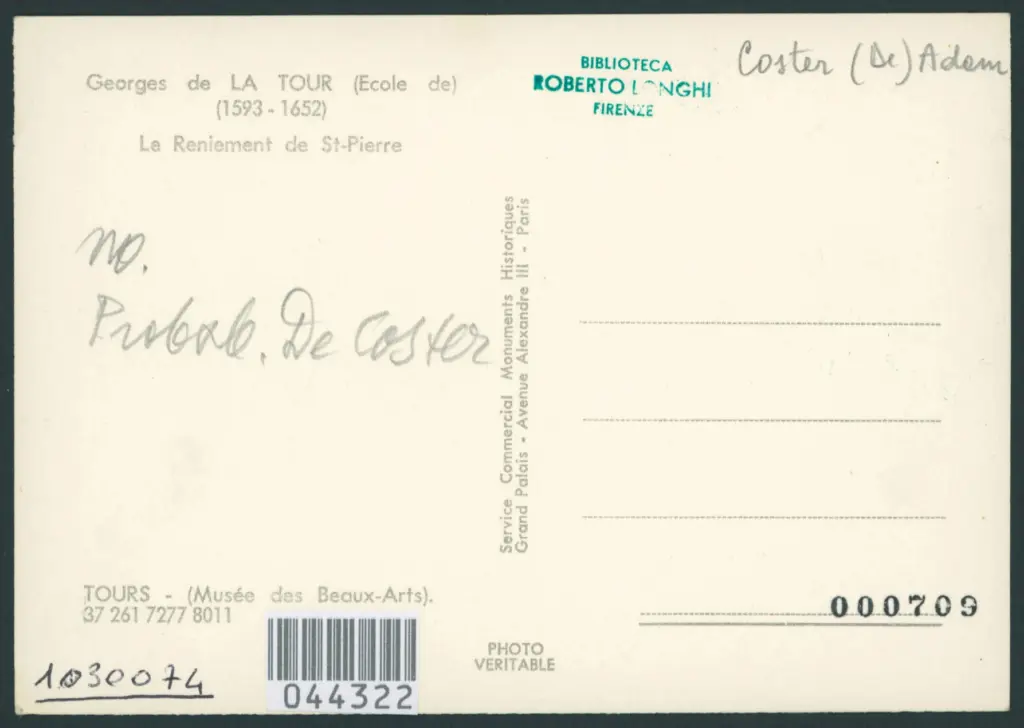 Georges de LA TOUR (Ecole de)
(1593 - 1652)
Le Reniement de St-Pierre
no.
Probab. De Coster
TOURS - (Musée des Beaux-Arts).
37 261 7277 8011
1030074
044322
Service Commercial Monuments Historiques
Grand Palais - Avenue Alexandre III - Paris
PHOTO
VERITABLE
BIBLIOTECA
ROBERTO LONGHI
FIRENZE
Coster (De) Adam
000709